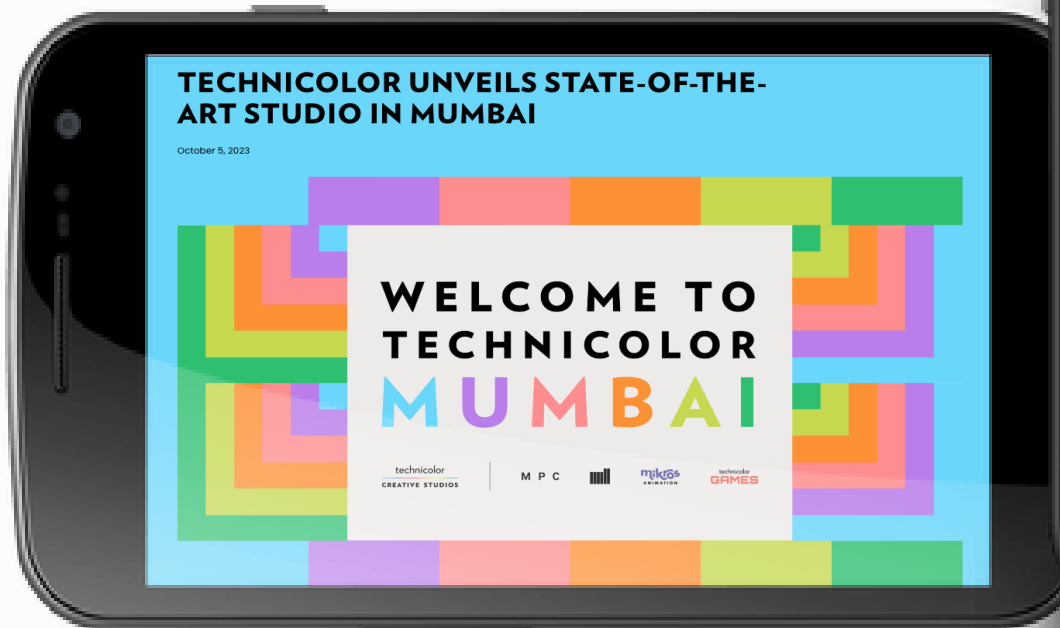 TECHNICOLOR UNVEILS STATE-OF-THE-
ART STUDIO IN MUMBAI
October 5, 2023
WELCOME TO
TECHNICOLOR
MUMBAI
technicolor
CREATIVE STUDIOS
MPC
mikros
ANIMATION
technicolor
GAMES